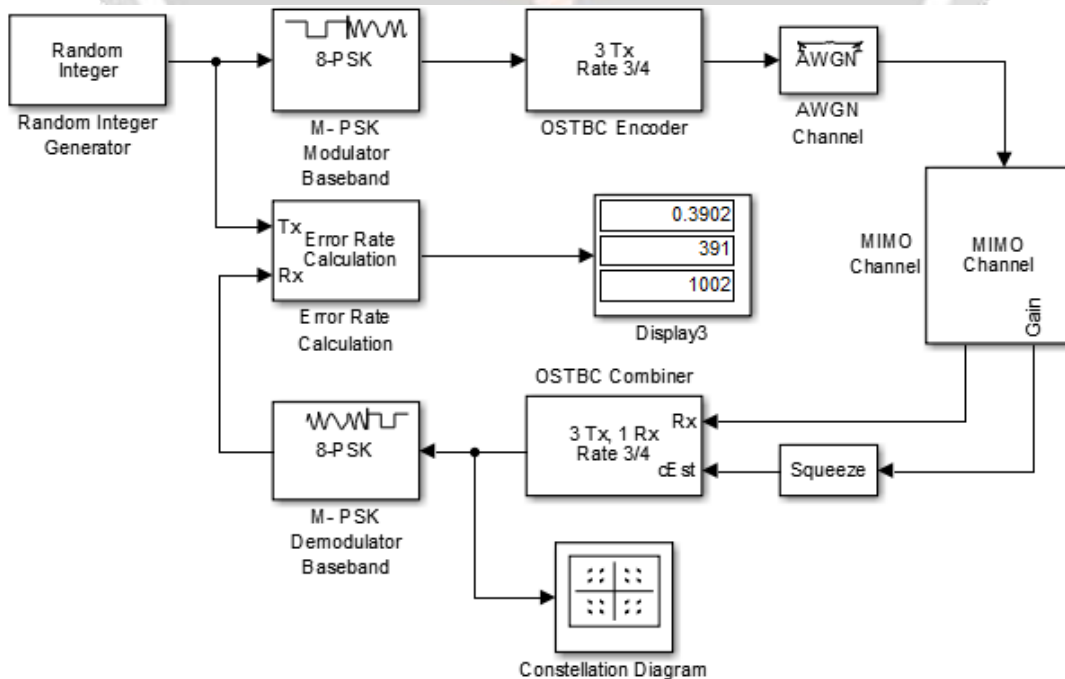 Random
Integer
Random Integer
Generator
8-PSK
M- PSK
Modulator
Baseband
3 Tx
Rate 3/4
OSTBC Encoder
AWGN
AWGN
Channel
MIMO
Channel
MIMO
Channel
Gain
Tx
Rx
Error Rate
Calculation
Error Rate
Calculation
0.3902
391
1002
Display3
OSTBC Combiner
3 Tx, 1 Rx
Rate 3/4
Rx
cEst
Squeeze
8-PSK
M- PSK
Demodulator
Baseband
Constellation Diagram